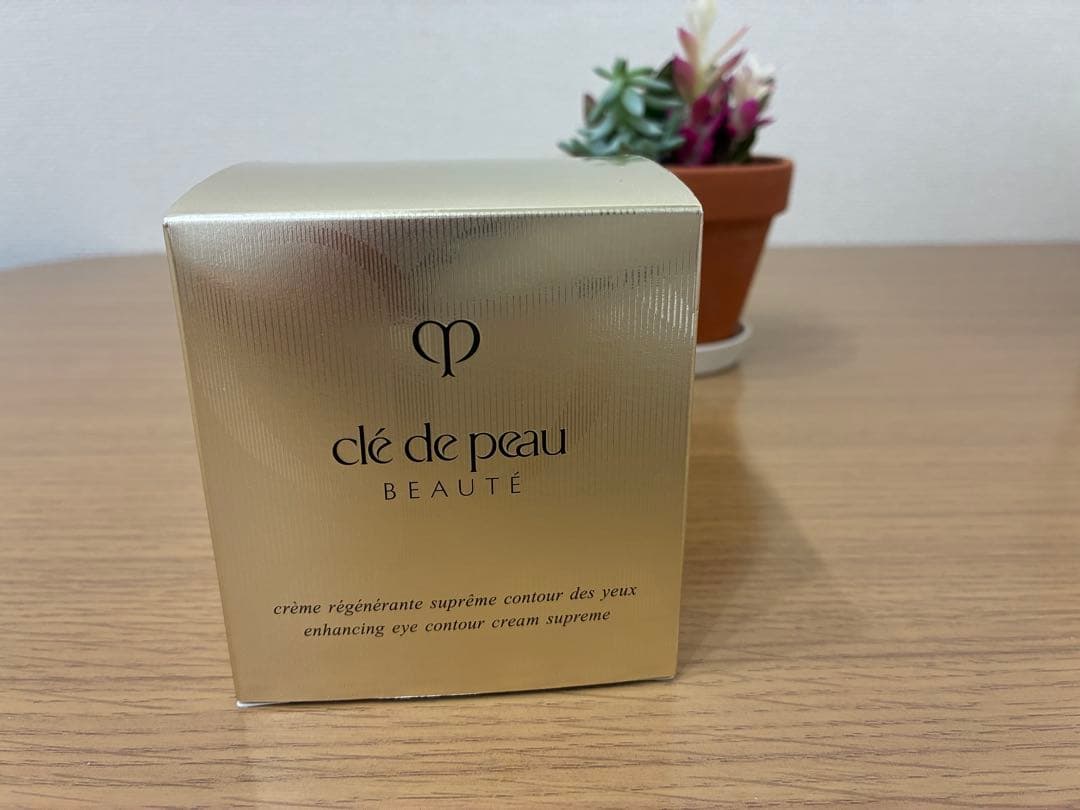 clé de peau
BEAUTÉ
crème régénérante suprême contour des yeux
enhancing eye contour cream supreme